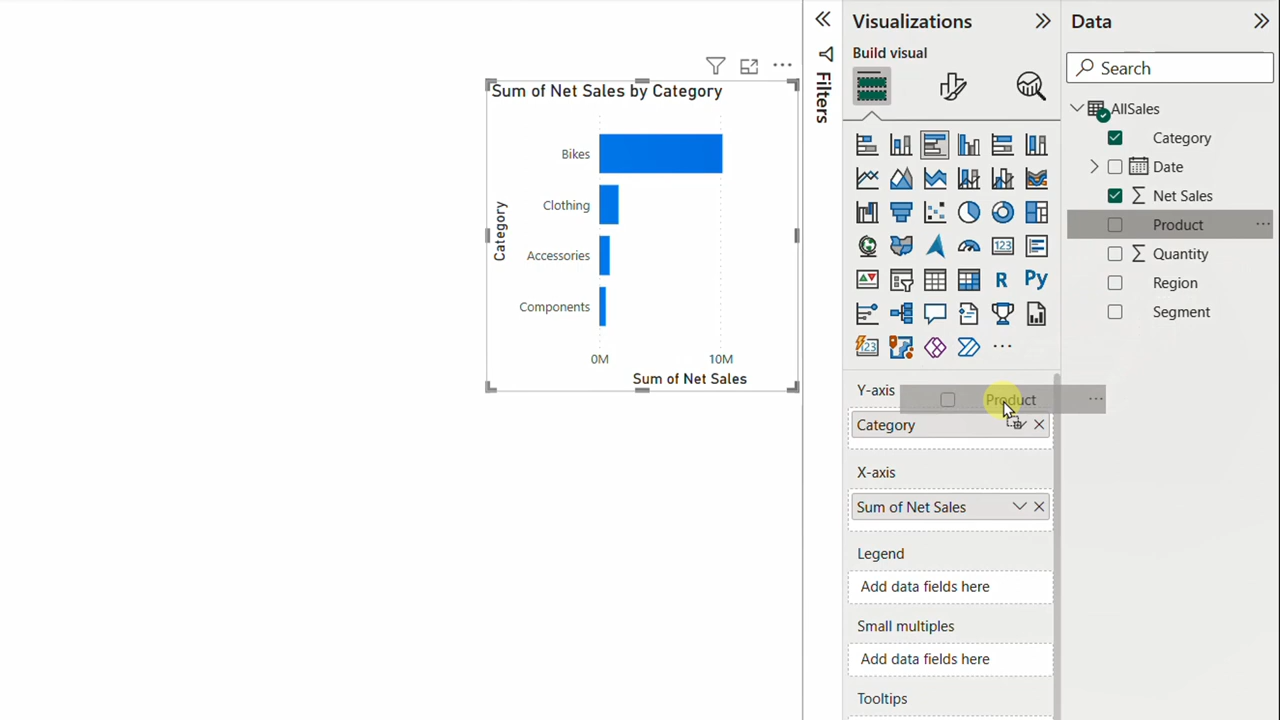 Sum of Net Sales by Category
Category
Bikes
Clothing
Accessories
Components
0M
10M
Sum of Net Sales
Filters
Visualizations
Build visual
123
R
Py
123
Y-axis
Product
Category
X-axis
Sum of Net Sales
Legend
Add data fields here
Small multiples
Add data fields here
Tooltips
Data
Search
AllSales
Category
Date
Σ Net Sales
Product
Σ Quantity
Region
Segment